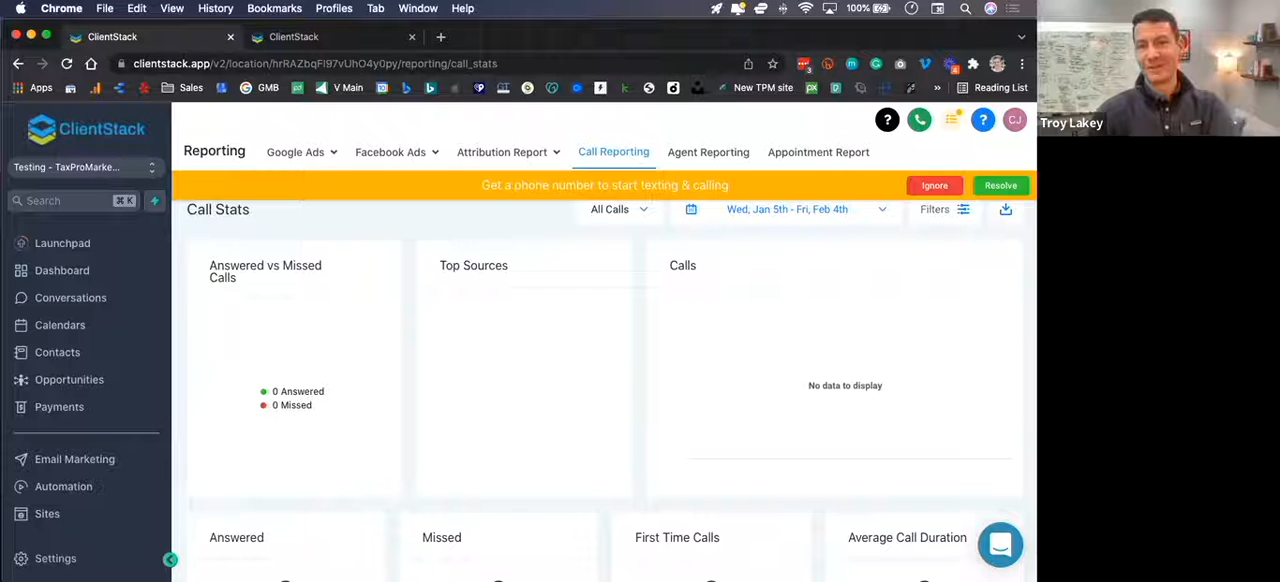 Chrome File Edit View History Bookmarks Profiles Tab Window Help 100%
ClientStack ClientStack
clientstack.app/v2/location/hrRAZbqFl97vUhO4y0py/reporting/call_stats
Apps Sales GMB V Main New TPM site Reading List
Troy Lakey
ClientStack
Testing - TaxProMarke...
Search ⌘ K
Launchpad
Dashboard
Conversations
Calendars
Contacts
Opportunities
Payments
Email Marketing
Automation
Sites
Settings
CJ
Reporting Google Ads Facebook Ads Attribution Report Call Reporting Agent Reporting Appointment Report
Get a phone number to start texting & calling Ignore Resolve
Call Stats All Calls Wed, Jan 5th - Fri, Feb 4th Filters
Answered vs Missed
Calls
0 Answered
0 Missed
Top Sources
Calls
No data to display
Answered Missed First Time Calls Average Call Duration